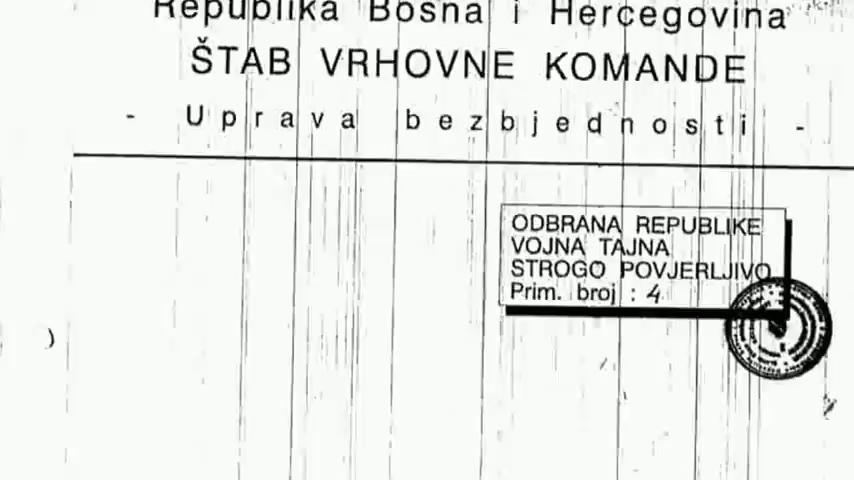 Republika Bosna i Hercegovina
ŠTAB VRHOVNE KOMANDE
- Uprava bezbjednosti -
ODBRANA REPUBLIKE
VOJNA TAJNA
STROGO POVJERLJIVO
Prim. broj : 4
)